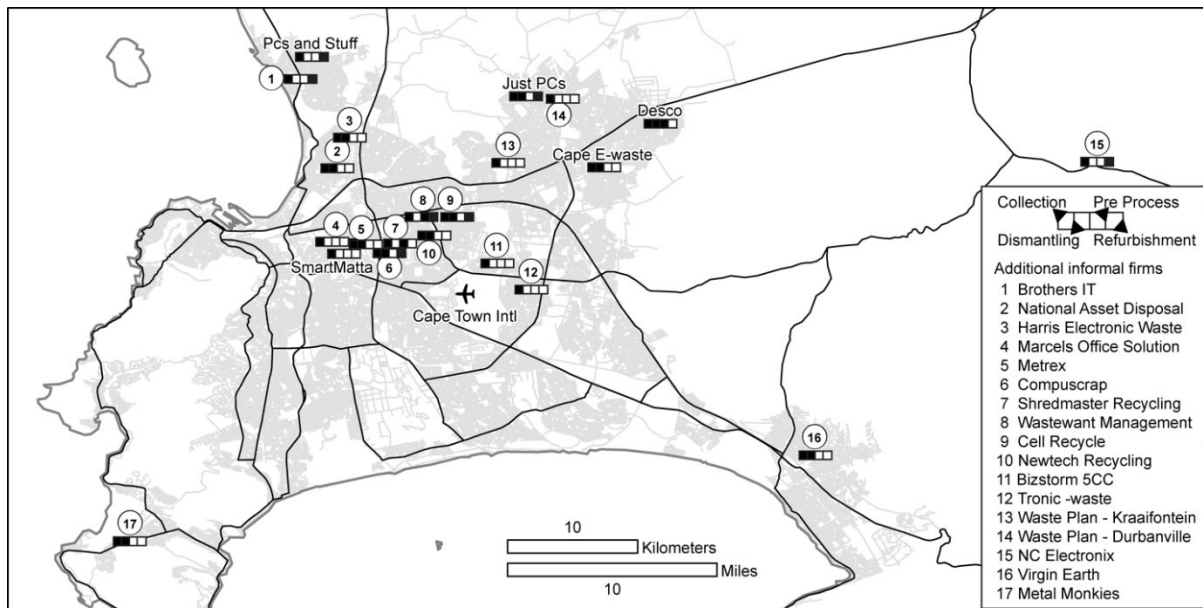 Pcs and Stuff
1
Just PCs
14
Desco
3
2
13
Cape E-waste
15
8 9
4 5 7
10
SmartMatta
6
11
12
Cape Town Intl
16
17
10
Kilometers
Miles
10
Collection Pre Process
Dismantling Refurbishment
Additional informal firms
1 Brothers IT
2 National Asset Disposal
3 Harris Electronic Waste
4 Marcels Office Solution
5 Metrex
6 Compuscrap
7 Shredmaster Recycling
8 Wastewant Management
9 Cell Recycle
10 Newtech Recycling
11 Bizstorm 5CC
12 Tronic -waste
13 Waste Plan - Kraaifontein
14 Waste Plan - Durbanville
15 NC Electronix
16 Virgin Earth
17 Metal Monkies